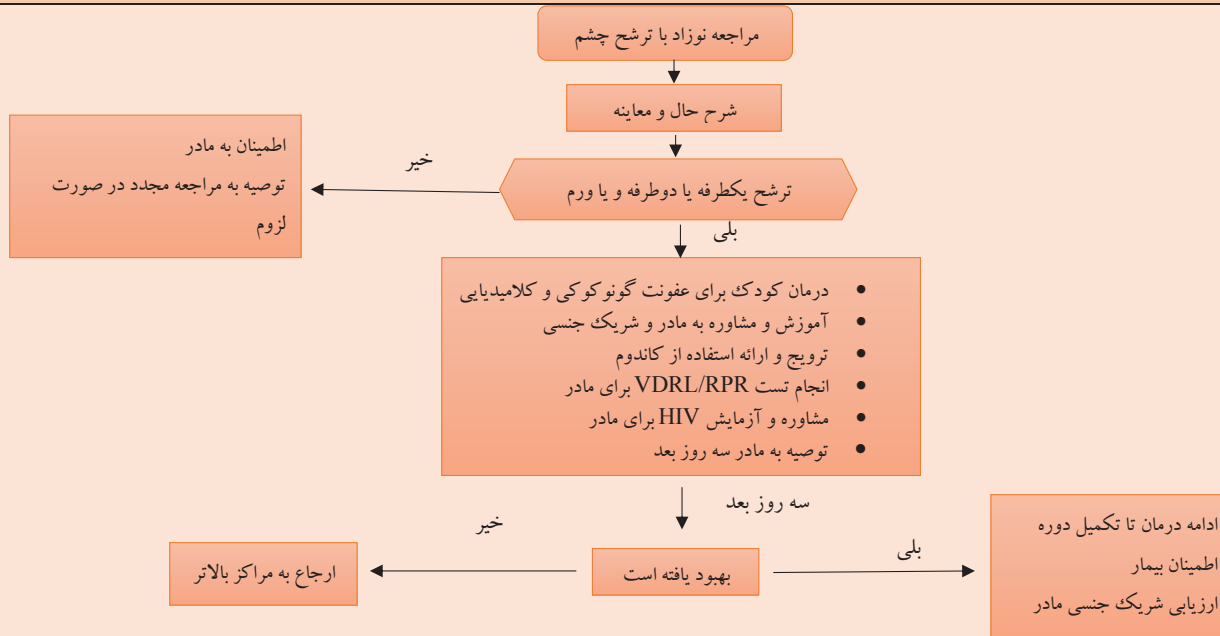 مراجعه نوزاد با ترشح چشم
شرح حال و معاینه
ترشح یکطرفه یا دوطرفه و یا ورم
خیر
اطمینان به مادر
توصیه به مراجعه مجدد در صورت
لزوم
بلی
• درمان کودک برای عفونت گونوکوکی و کلامیدیایی
• آموزش و مشاوره به مادر و شریک جنسی
• ترویج و ارائه استفاده از کاندوم
• انجام تست VDRL/RPR برای مادر
• مشاوره و آزمایش HIV برای مادر
• توصیه به مادر سه روز بعد
سه روز بعد
بهبود یافته است
بلی
ادامه درمان تا تکمیل دوره
اطمینان بیمار
ارزیابی شریک جنسی مادر
خیر
ارجاع به مراکز بالاتر